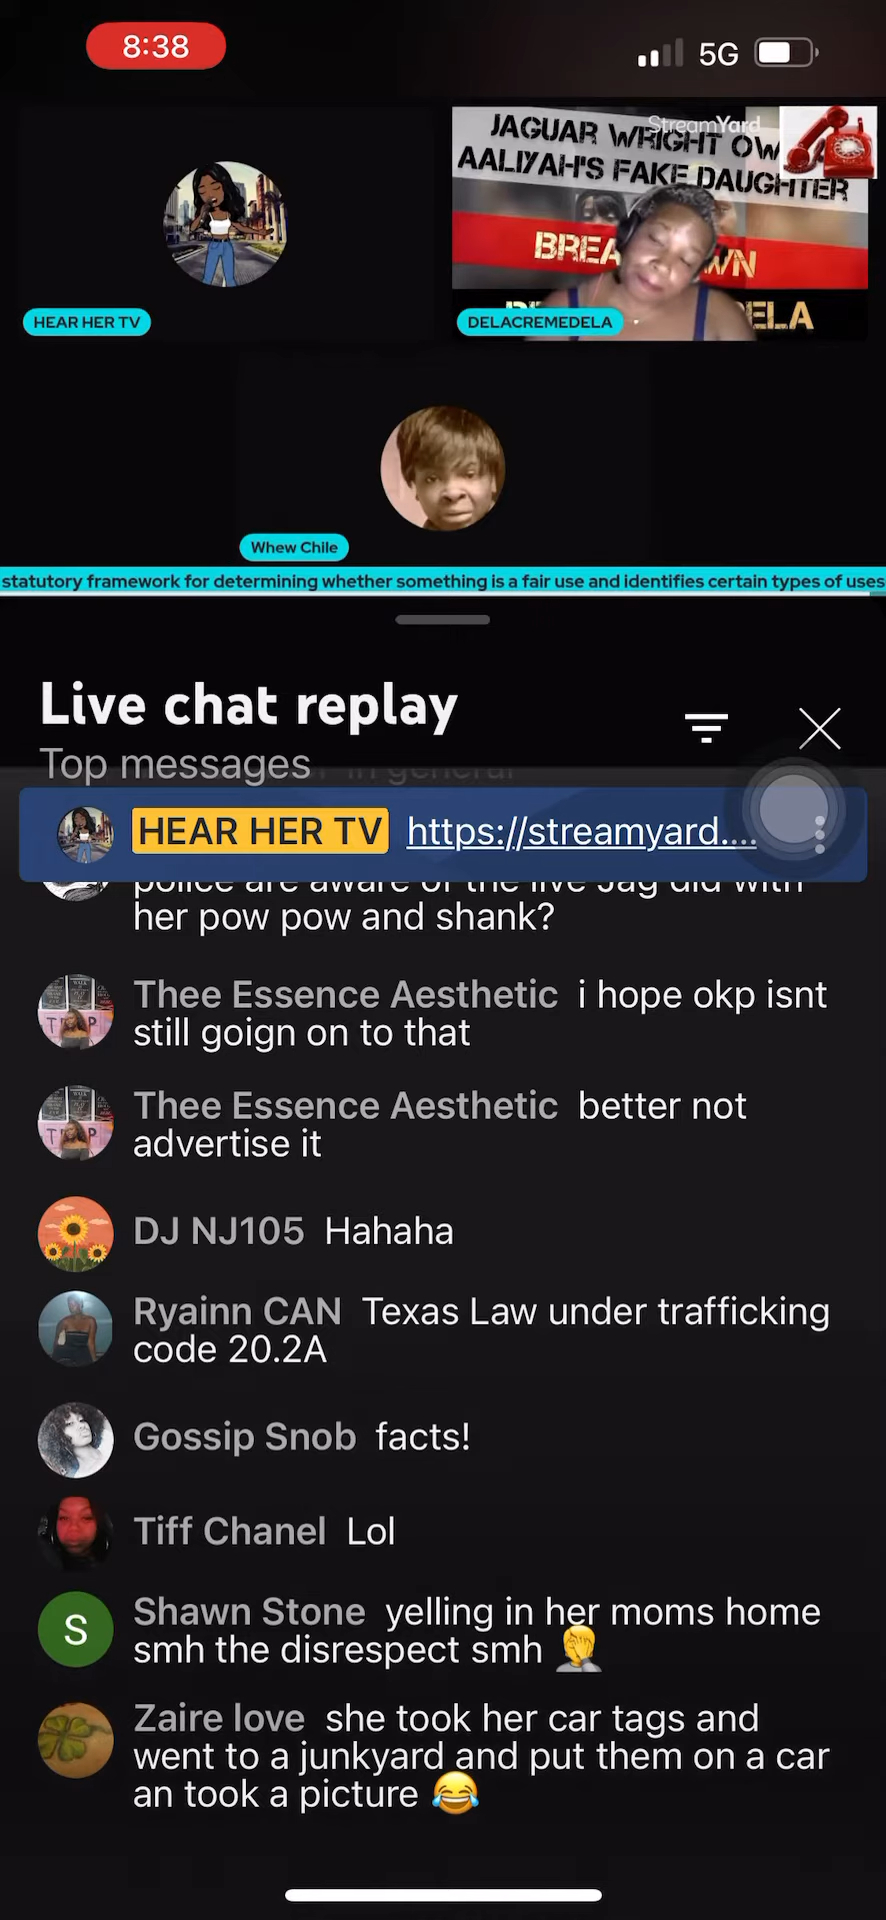 8:38
5G
StreamYard
JAGUAR WRIGHT
AALIYAH'S FAKE DAUGHTER
HEAR HER TV
DELACREMEDELA
Whew Chile
statutory framework for determining whether something is a fair use and identifies certain types of uses
Live chat replay
Top messages
in general
HEAR HER TV https://streamyard....
police are aware of the live Jag did with
her pow pow and shank?
Thee Essence Aesthetic i hope okp isnt
still goign on to that
Thee Essence Aesthetic better not
advertise it
DJ NJ105 Hahaha
Ryainn CAN Texas Law under trafficking
code 20.2A
Gossip Snob facts!
Tiff Chanel Lol
S
Shawn Stone yelling in her moms home
smh the disrespect smh 🤦
Zaire love she took her car tags and
went to a junkyard and put them on a car
an took a picture 😂